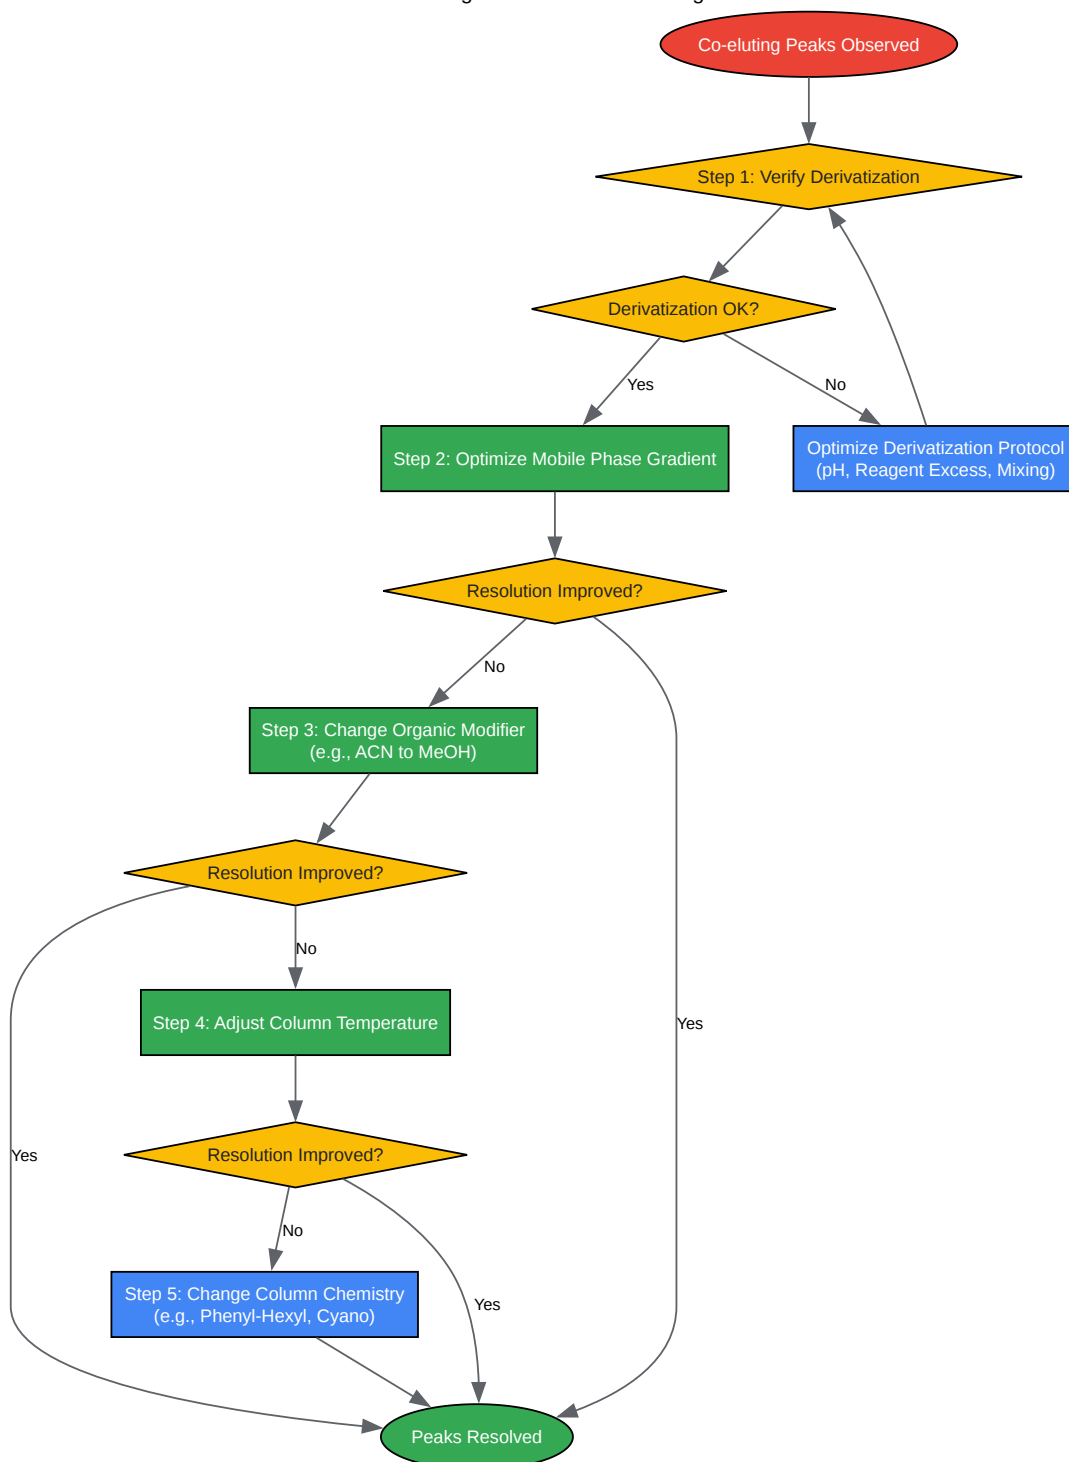 Co-eluting Peaks Observed
Step 1: Verify Derivatization
Derivatization OK?
Yes
No
Step 2: Optimize Mobile Phase Gradient
Optimize Derivatization Protocol
(pH, Reagent Excess, Mixing)
Resolution Improved?
No
Step 3: Change Organic Modifier
(e.g., ACN to MeOH)
Resolution Improved?
No
Step 4: Adjust Column Temperature
Yes
Yes
Resolution Improved?
No
Step 5: Change Column Chemistry
(e.g., Phenyl-Hexyl, Cyano)
Yes
Peaks Resolved